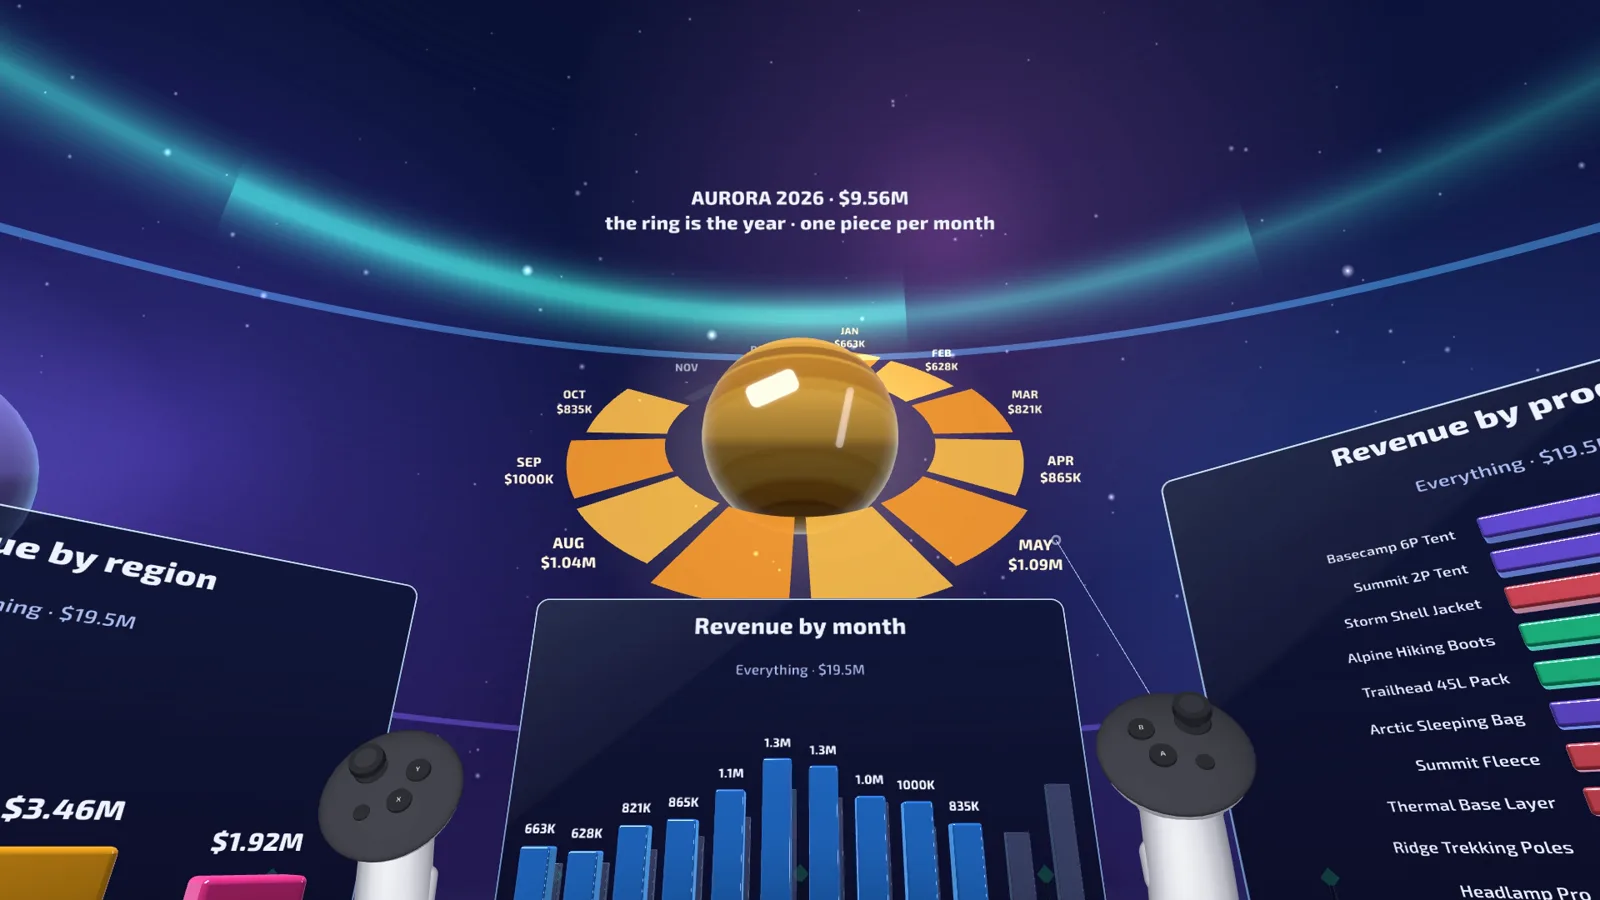 AURORA 2026 · $9.56M
the ring is the year · one piece per month
JAN
$663K
FEB
$628K
MAR
$821K
APR
$865K
MAY
$1.09M
AUG
$1.04M
SEP
$1000K
OCT
$835K
NOV
ue by region
ning · $19.5M
$3.46M
$1.92M
Revenue by month
Everything · $19.5M
663K
628K
821K
865K
1.1M
1.3M
1.3M
1.0M
1000K
835K
Revenue by pro
Everything · $19.5
Basecamp 6P Tent
Summit 2P Tent
Storm Shell Jacket
Alpine Hiking Boots
Trailhead 45L Pack
Arctic Sleeping Bag
Summit Fleece
Thermal Base Layer
Ridge Trekking Poles
Headlamp Pro
Y
X
B
A